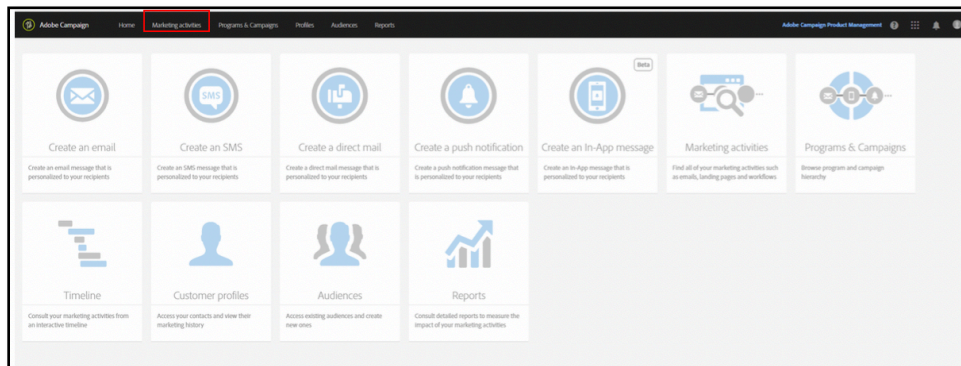 Adobe Campaign Home Marketing activities Programs & Campaigns Profiles Audiences Reports Adobe Campaign Product Management
SMS
Beta
Create an email
Create an email message that is
personalized to your recipients
Create an SMS
Create an SMS message that is
personalized to your recipients
Create a direct mail
Create a direct mail message that is
personalized to your recipients
Create a push notification
Create a push notification message that
is personalized to your recipients
Create an In-App message
Create an In-App message that is
personalized to your recipients
Marketing activities
Find all of your marketing activities such
as emails, landing pages and workflows
Programs & Campaigns
Browse program and campaign
hierarchy
Timeline
Consult your marketing activities from
an interactive timeline
Customer profiles
Access your contacts and view their
marketing history
Audiences
Access existing audiences and create
new ones
Reports
Consult detailed reports to measure the
impact of your marketing activities